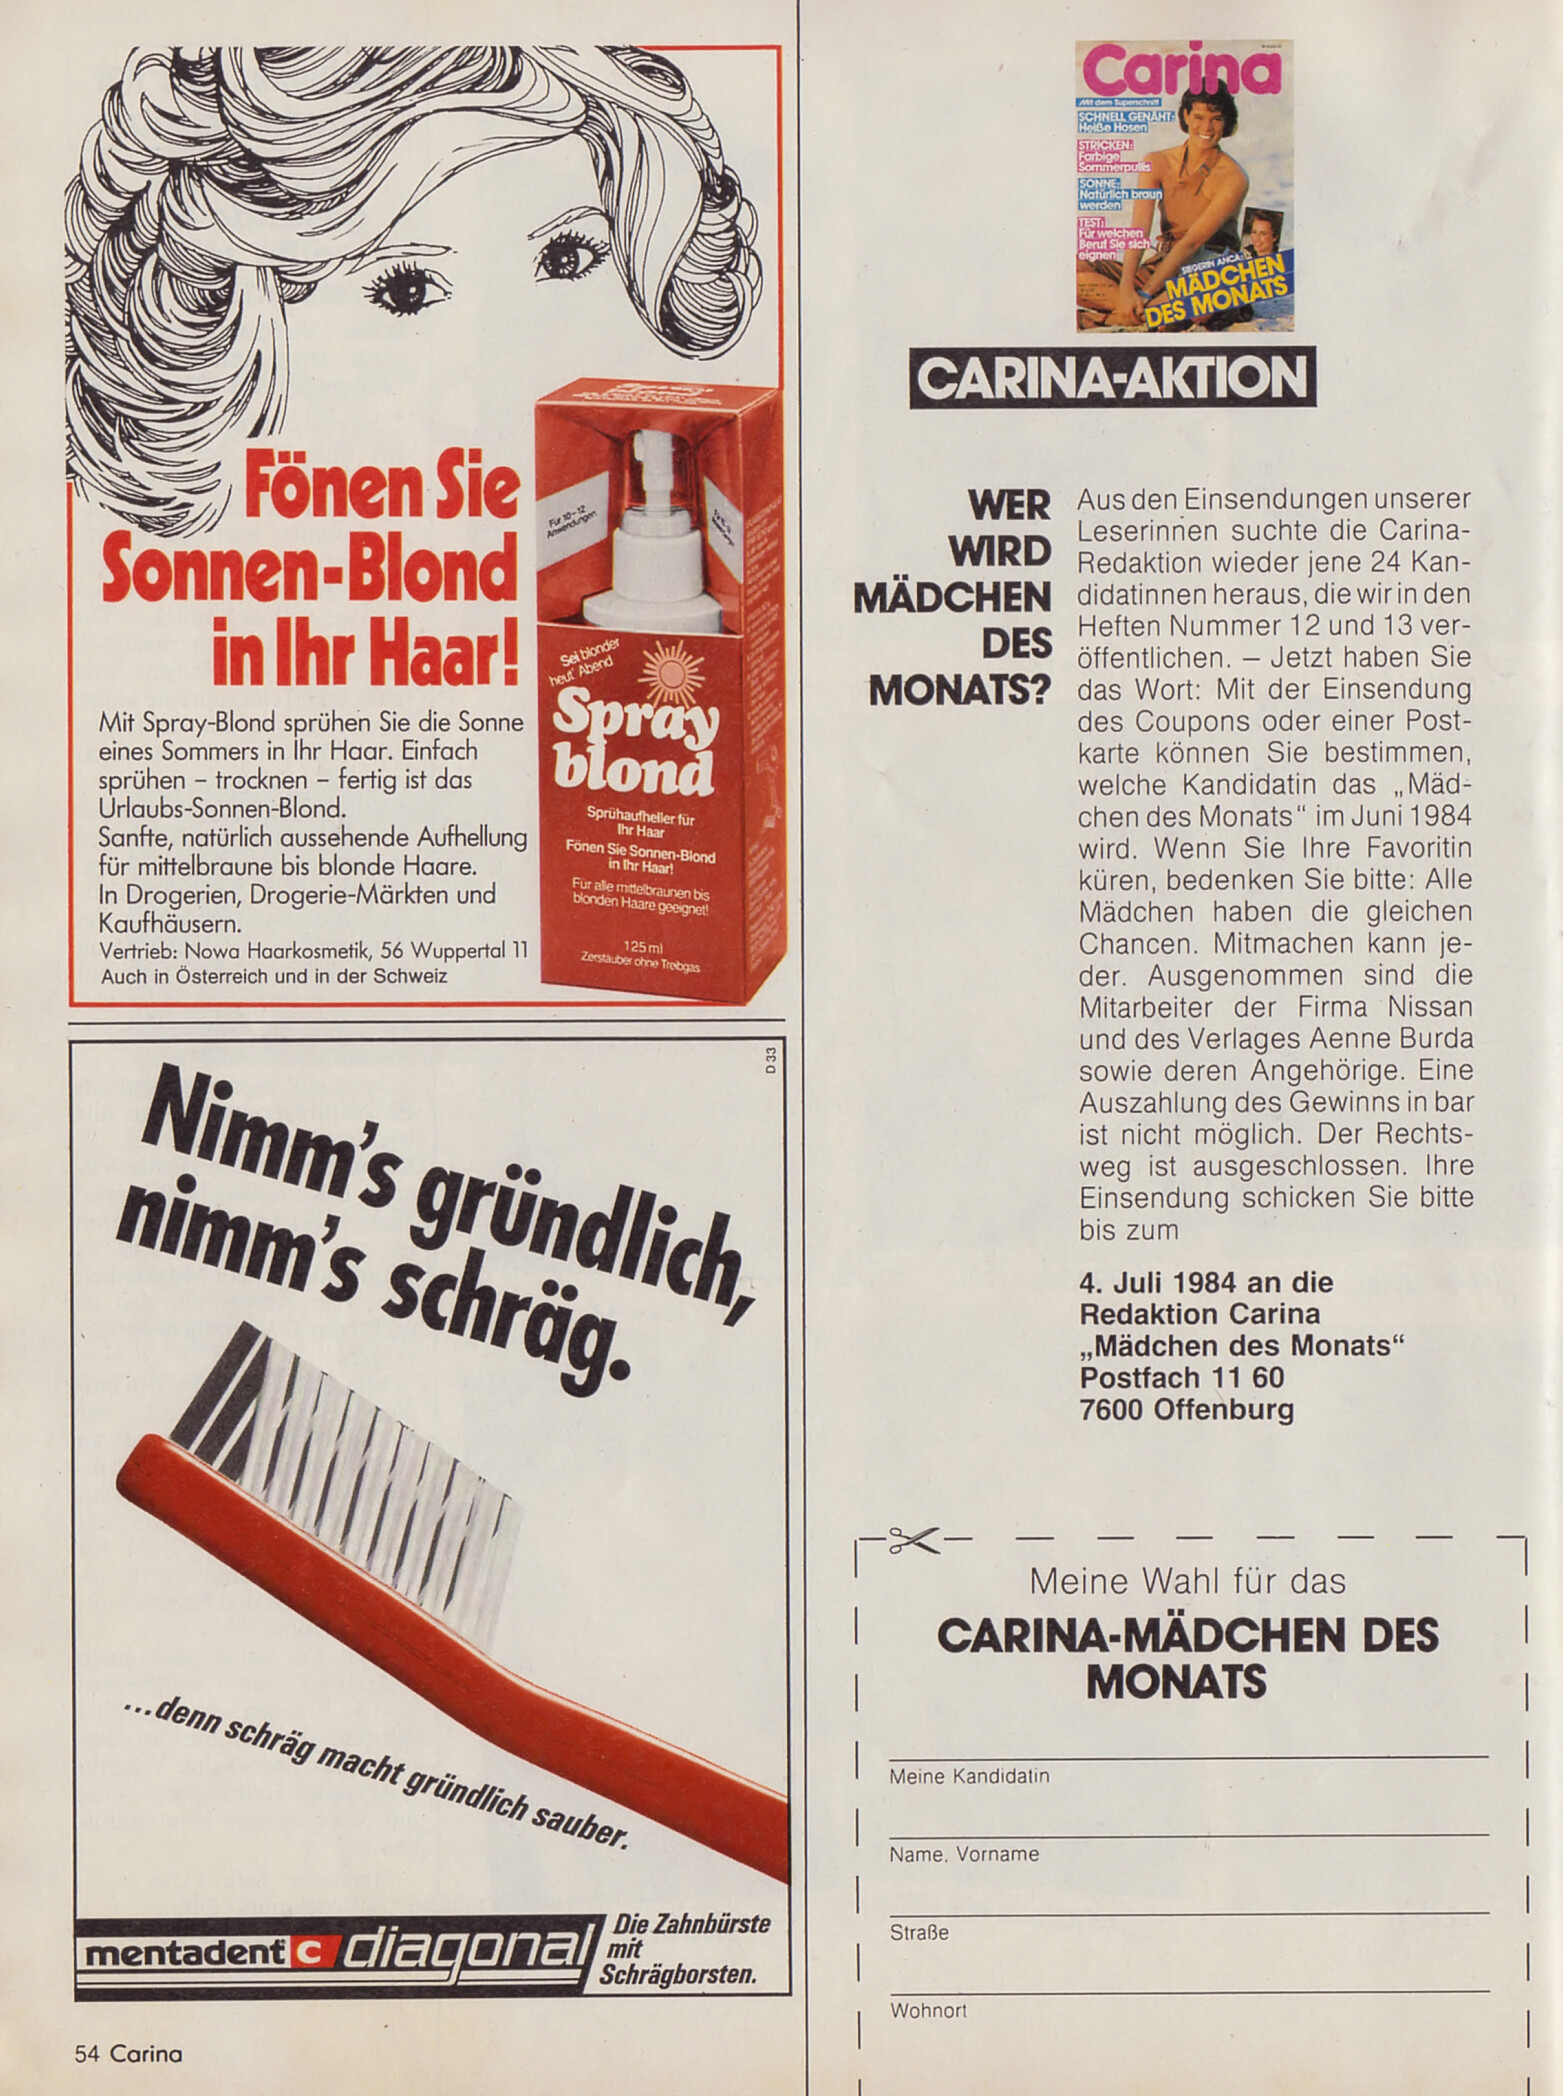 Fönen Sie
Sonnen-Blond
in Ihr Haar!
Mit Spray-Blond sprühen Sie die Sonne
eines Sommers in Ihr Haar. Einfach
sprühen – trocknen – fertig ist das
Urlaubs-Sonnen-Blond.
Sanfte, natürlich aussehende Aufhellung
für mittelbraune bis blonde Haare.
In Drogerien, Drogerie-Märkten und
Kaufhäusern.
Vertrieb: Nowa Haarkosmetik, 56 Wuppertal 11
Auch in Österreich und in der Schweiz
Für 10–12
Anwendungen
Sei blonder
heut' Abend
Spray
blond
Sprühaufheller für
Ihr Haar
Fönen Sie Sonnen-Blond
in Ihr Haar!
Für alle mittelbraunen bis
blonden Haare geeignet!
125 ml
Zerstäuber ohne Treibgas
D 33
Nimm's gründlich,
nimm's schräg.
...denn schräg macht gründlich sauber.
mentadent C diagonal
Die Zahnbürste
mit
Schrägborsten.
54 Carina
Carina
Mit dem Superschnitt
SCHNELL GENÄHT:
Heiße Hosen
STRICKEN:
Farbige
Sommerpullis
SONNE:
Natürlich braun
werden
TEST:
Für welchen
Beruf Sie sich
eignen
SIEGERIN ANCA:
MÄDCHEN
DES MONATS
CARINA-AKTION
WER
WIRD
MÄDCHEN
DES
MONATS?
Aus den Einsendungen unserer
Leserinnen suchte die Carina-
Redaktion wieder jene 24 Kan-
didatinnen heraus, die wir in den
Heften Nummer 12 und 13 ver-
öffentlichen. – Jetzt haben Sie
das Wort: Mit der Einsendung
des Coupons oder einer Post-
karte können Sie bestimmen,
welche Kandidatin das „Mäd-
chen des Monats“ im Juni 1984
wird. Wenn Sie Ihre Favoritin
küren, bedenken Sie bitte: Alle
Mädchen haben die gleichen
Chancen. Mitmachen kann je-
der. Ausgenommen sind die
Mitarbeiter der Firma Nissan
und des Verlages Aenne Burda
sowie deren Angehörige. Eine
Auszahlung des Gewinns in bar
ist nicht möglich. Der Rechts-
weg ist ausgeschlossen. Ihre
Einsendung schicken Sie bitte
bis zum
4. Juli 1984 an die
Redaktion Carina
„Mädchen des Monats“
Postfach 11 60
7600 Offenburg
Meine Wahl für das
CARINA-MÄDCHEN DES
MONATS
Meine Kandidatin
Name, Vorname
Straße
Wohnort